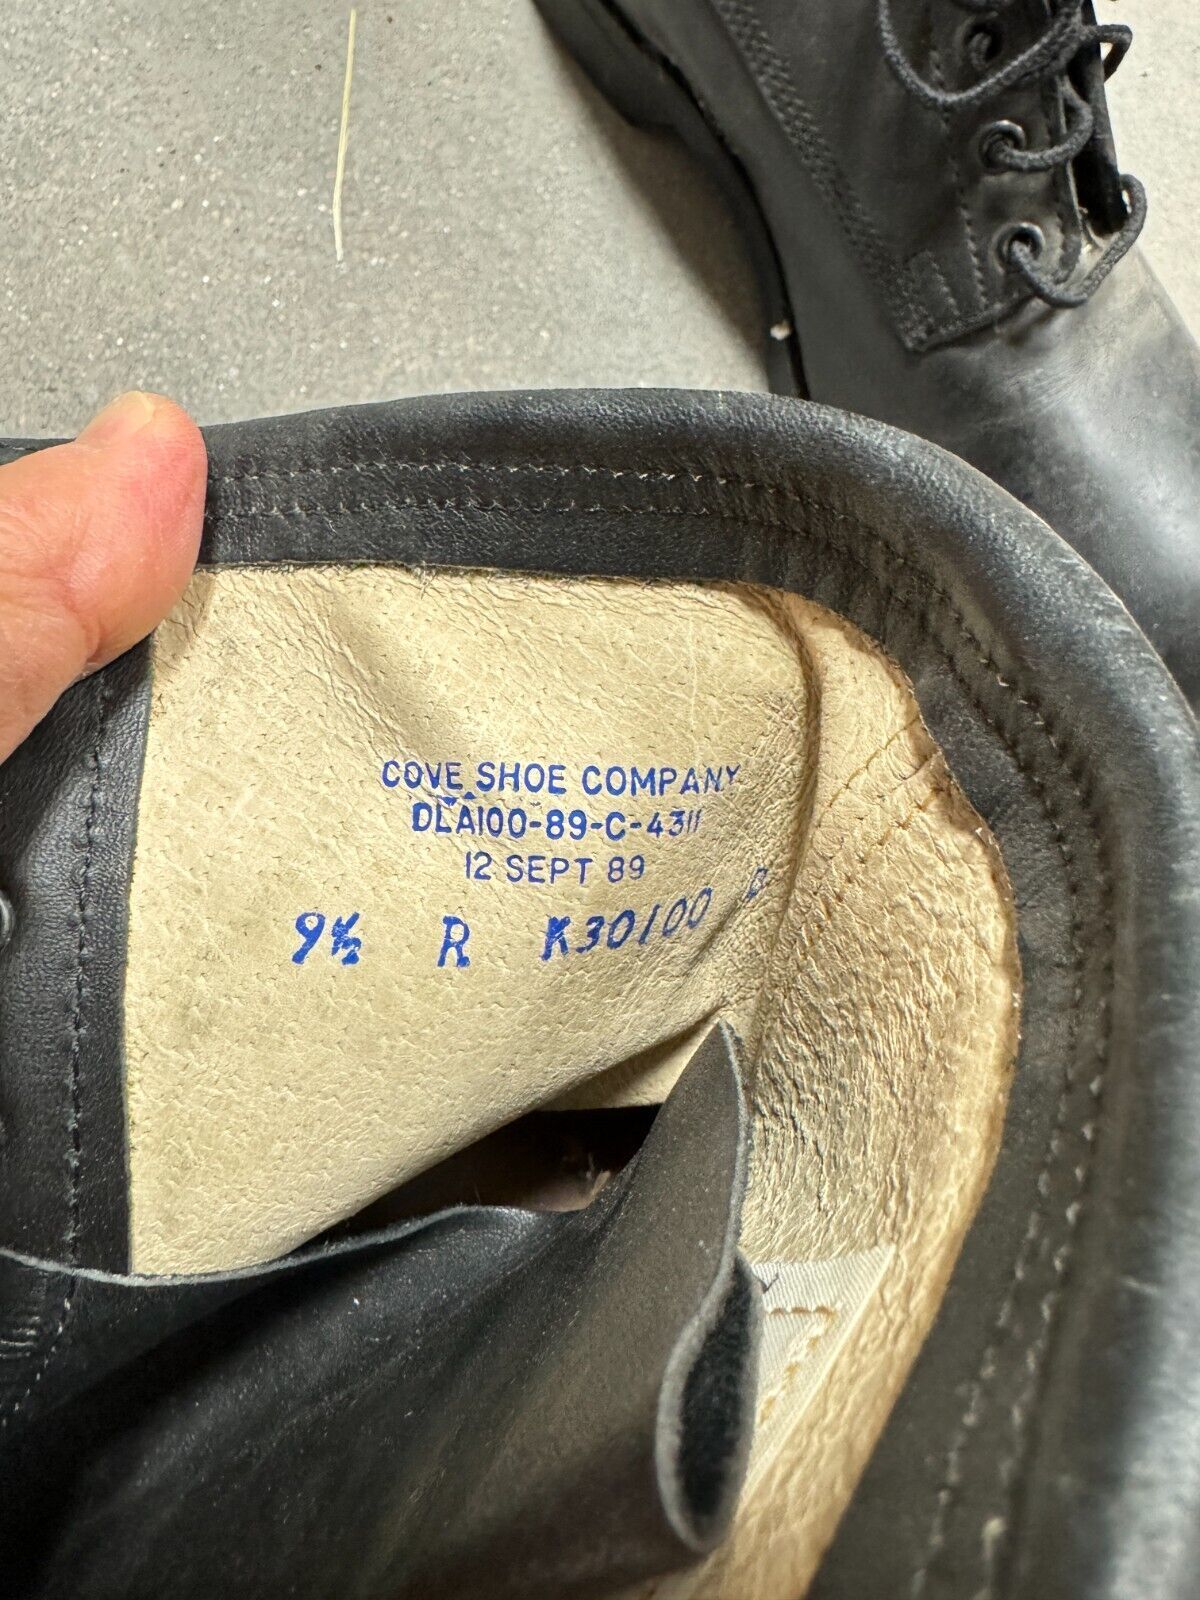 COVE SHOE COMPANY
DLA100-89-C-4311
12 SEPT 89
9½ R K30100